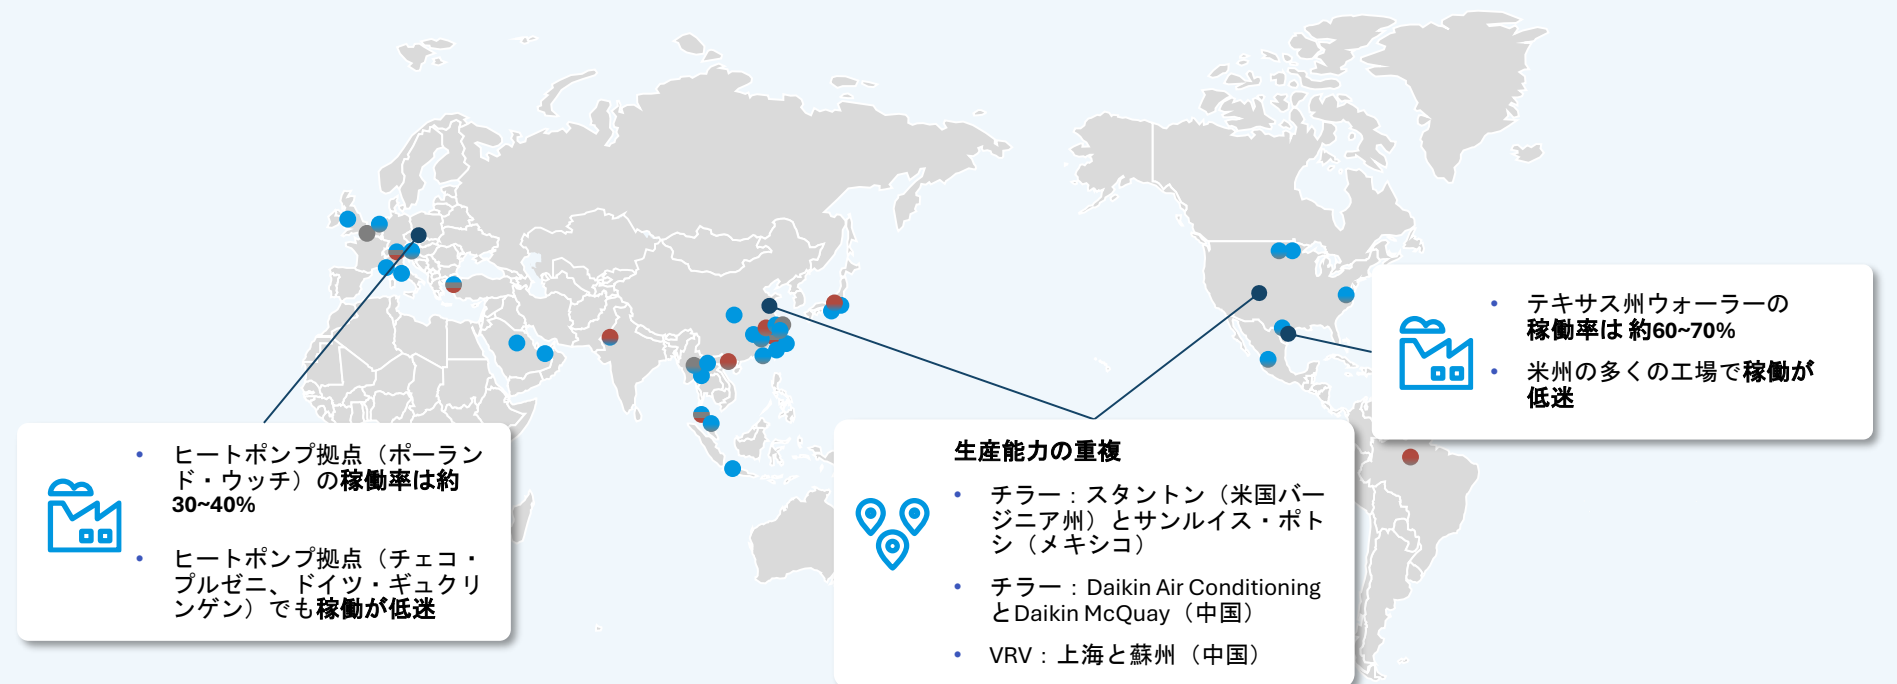 • ヒートポンプ拠点（ポーラン
ド・ウッチ）の稼働率は約
30~40%
• ヒートポンプ拠点（チェコ・
プルゼニ、ドイツ・ギュクリ
ンゲン）でも稼働が低迷
生産能力の重複
• チラー：スタントン（米国バー
ジニア州）とサンルイス・ポト
シ（メキシコ）
• チラー：Daikin Air Conditioning
とDaikin McQuay（中国）
• VRV：上海と蘇州（中国）
• テキサス州ウォーラーの
稼働率は 約60~70%
• 米州の多くの工場で稼働が
低迷